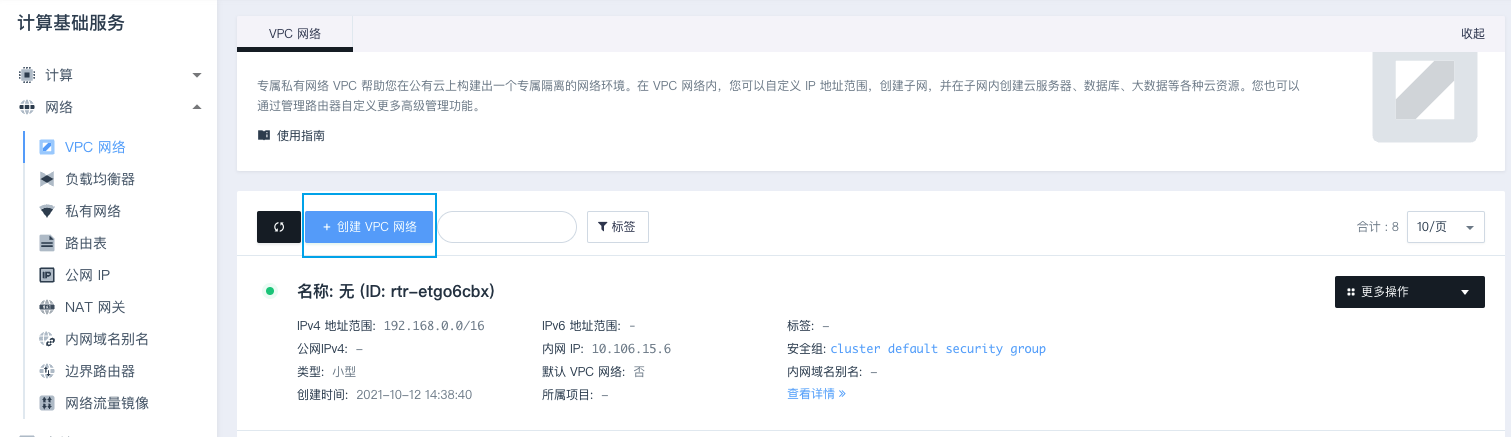 计算基础服务
计算
网络
VPC 网络
负载均衡器
私有网络
路由表
公网 IP
NAT 网关
内网域名别名
边界路由器
网络流量镜像
VPC 网络
收起
专属私有网络 VPC 帮助您在公有云上构建出一个专属隔离的网络环境。在 VPC 网络内，您可以自定义 IP 地址范围，创建子网，并在子网内创建云服务器、数据库、大数据等各种云资源。您也可以
通过管理路由器自定义更多高级管理功能。
使用指南
+ 创建 VPC 网络
标签
合计 : 8
10/页
名称: 无 (ID: rtr-etgo6cbx)
更多操作
IPv4 地址范围: 192.168.0.0/16 IPv6 地址范围: - 标签: -
公网IPv4: - 内网 IP: 10.106.15.6 安全组: cluster default security group
类型: 小型 默认 VPC 网络: 否 内网域名别名: -
创建时间: 2021-10-12 14:38:40 所属项目: - 查看详情 »